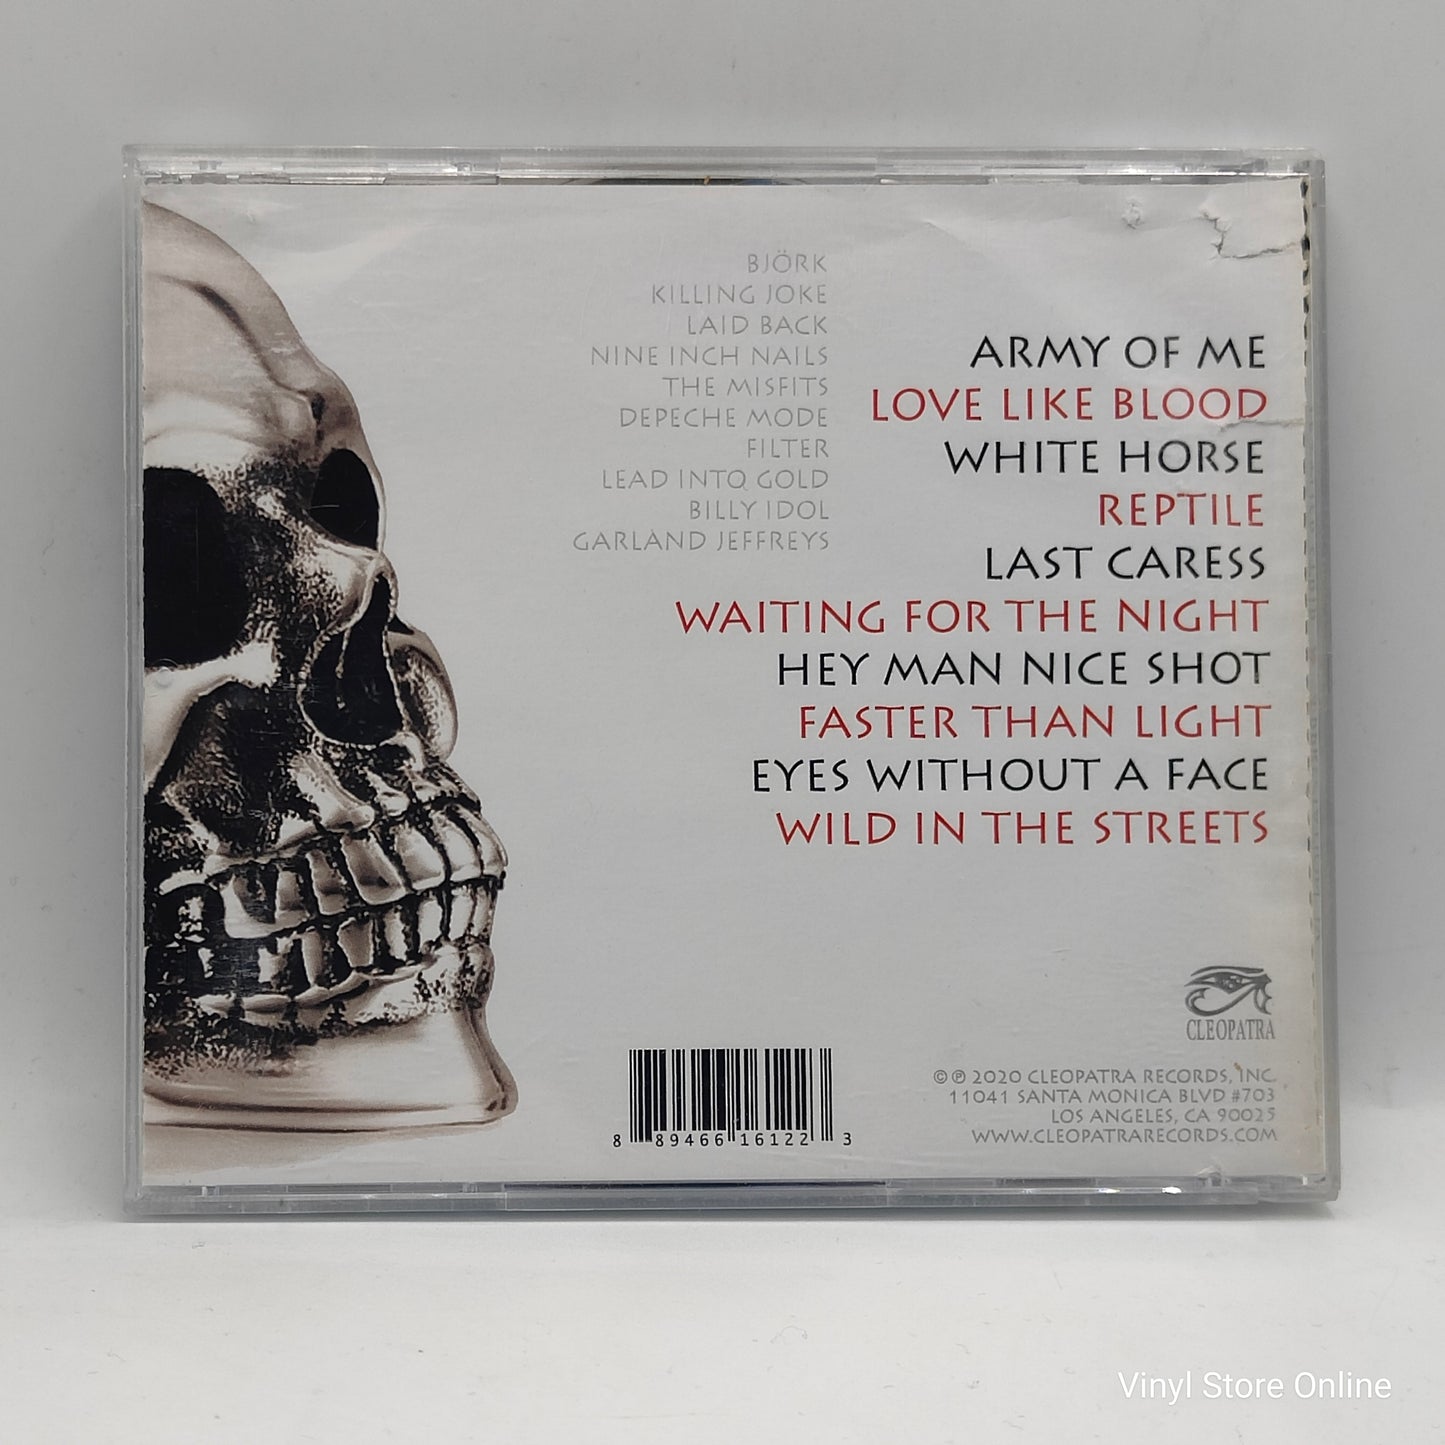 BJÖRK
KILLING JOKE
LAID BACK
NINE INCH NAILS
THE MISFITS
DEPECHE MODE
FILTER
LEAD INTO GOLD
BILLY IDOL
GARLAND JEFFREYS
ARMY OF ME
LOVE LIKE BLOOD
WHITE HORSE
REPTILE
LAST CARESS
WAITING FOR THE NIGHT
HEY MAN NICE SHOT
FASTER THAN LIGHT
EYES WITHOUT A FACE
WILD IN THE STREETS
CLEOPATRA
©℗ 2020 CLEOPATRA RECORDS, INC.
11041 SANTA MONICA BLVD #703
LOS ANGELES, CA 90025
WWW.CLEOPATRARECORDS.COM
8 89466 16122 3
Vinyl Store Online